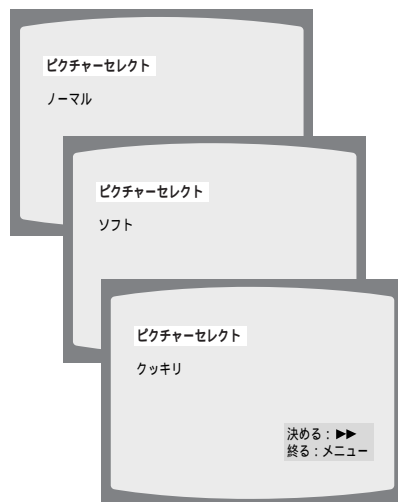 ピクチャーセレクト
ノーマル
ピクチャーセレクト
ソフト
ピクチャーセレクト
クッキリ
決める：▶▶
終る：メニュー